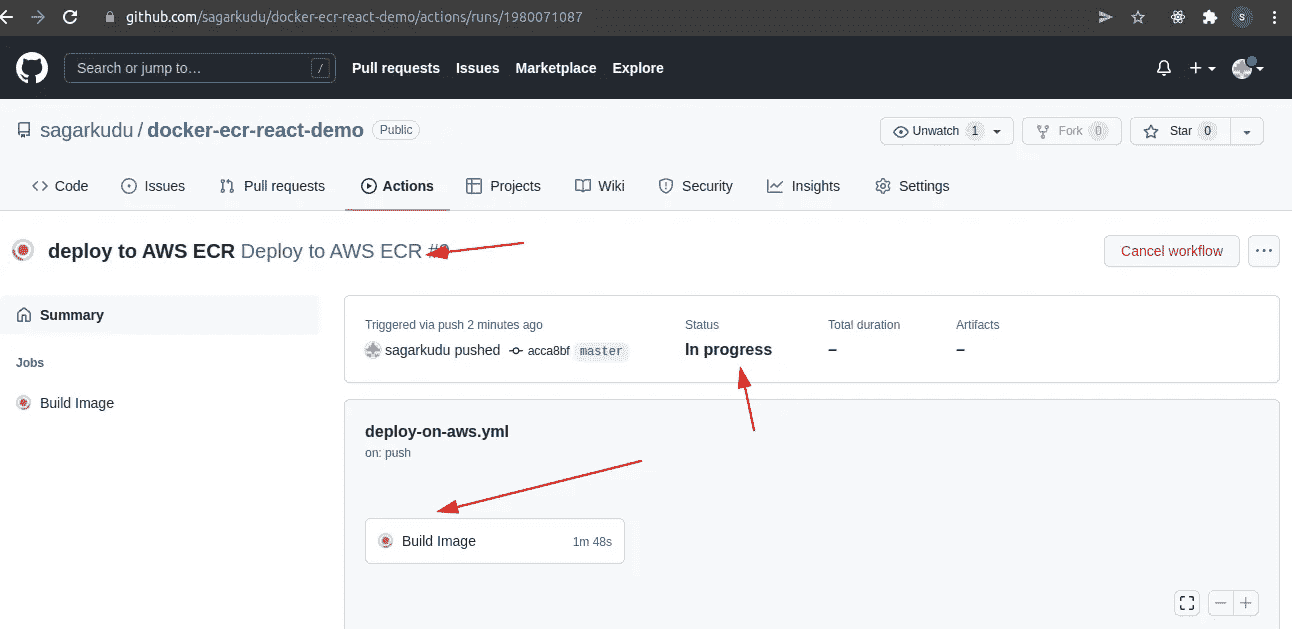 github.com/sagarkudu/docker-ecr-react-demo/actions/runs/1980071087
S
Search or jump to… /
Pull requests Issues Marketplace Explore
sagarkudu / docker-ecr-react-demo Public
Unwatch 1 Fork 0 Star 0
Code Issues Pull requests Actions Projects Wiki Security Insights Settings
deploy to AWS ECR Deploy to AWS ECR
Cancel workflow ...
Summary
Jobs
Build Image
Triggered via push 2 minutes ago
sagarkudu pushed acca8bf master
Status
In progress
Total duration
–
Artifacts
–
deploy-on-aws.yml
on: push
Build Image 1m 48s